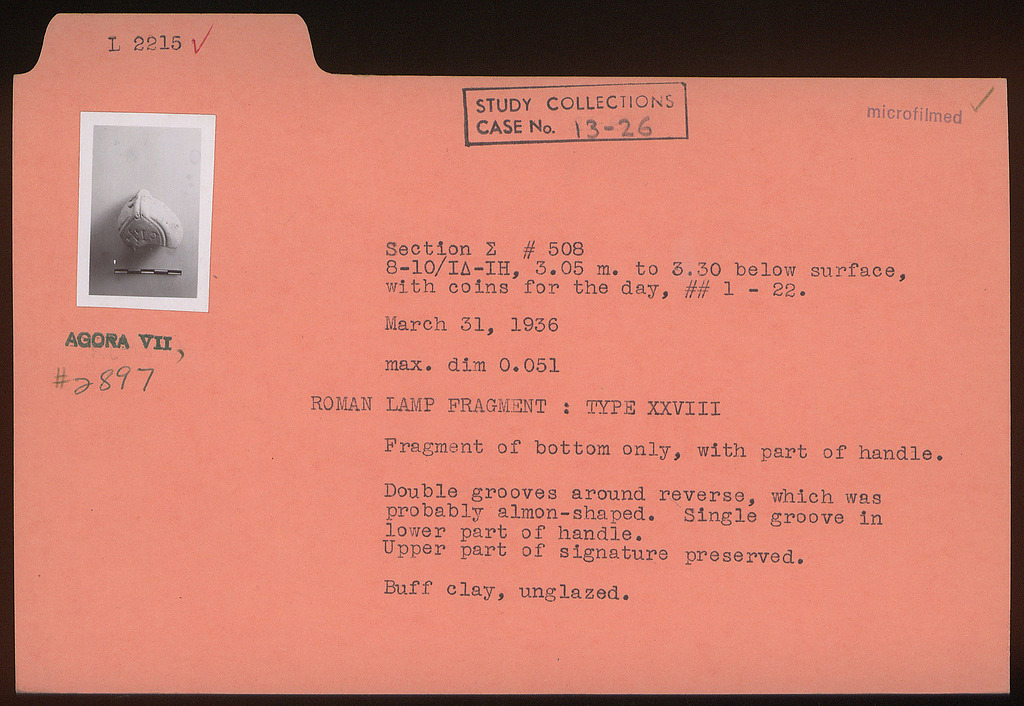 L 2215 ✓
STUDY COLLECTIONS
CASE No. 13-26
microfilmed ✓
AGORA VII,
#2897
Section Σ # 508
8-10/ΙΔ-ΙΗ, 3.05 m. to 3.30 below surface,
with coins for the day, ## 1 - 22.
March 31, 1936
max. dim 0.051
ROMAN LAMP FRAGMENT : TYPE XXVIII
Fragment of bottom only, with part of handle.
Double grooves around reverse, which was
probably almon-shaped. Single groove in
lower part of handle.
Upper part of signature preserved.
Buff clay, unglazed.